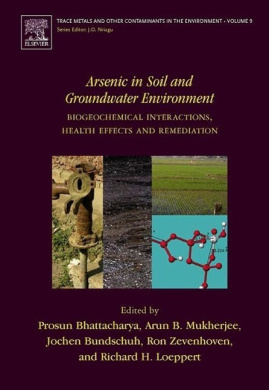 ELSEVIER
TRACE METALS AND OTHER CONTAMINANTS IN THE ENVIRONMENT - VOLUME 9
Series Editor: J.O. Nriagu
Arsenic in Soil and
Groundwater Environment
BIOGEOCHEMICAL INTERACTIONS,
HEALTH EFFECTS AND REMEDIATION
Edited by
Prosun Bhattacharya, Arun B. Mukherjee,
Jochen Bundschuh, Ron Zevenhoven,
and Richard H. Loeppert